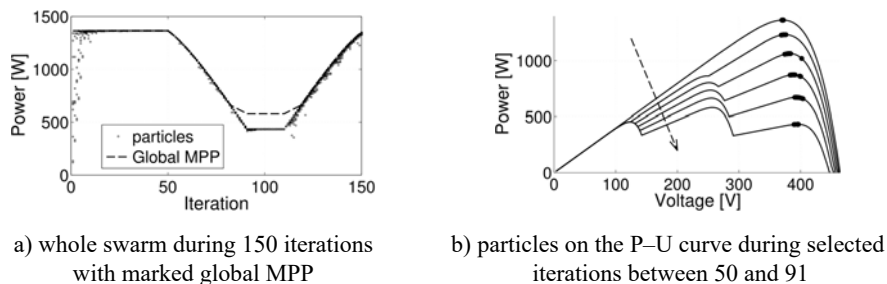 1500
1000
500
0
Power [W]
particles
Global MPP
0 50 100 150
Iteration
1000
500
0
Power [W]
0 100 200 300 400
Voltage [V]
a) whole swarm during 150 iterations
with marked global MPP
b) particles on the P–U curve during selected
iterations between 50 and 91